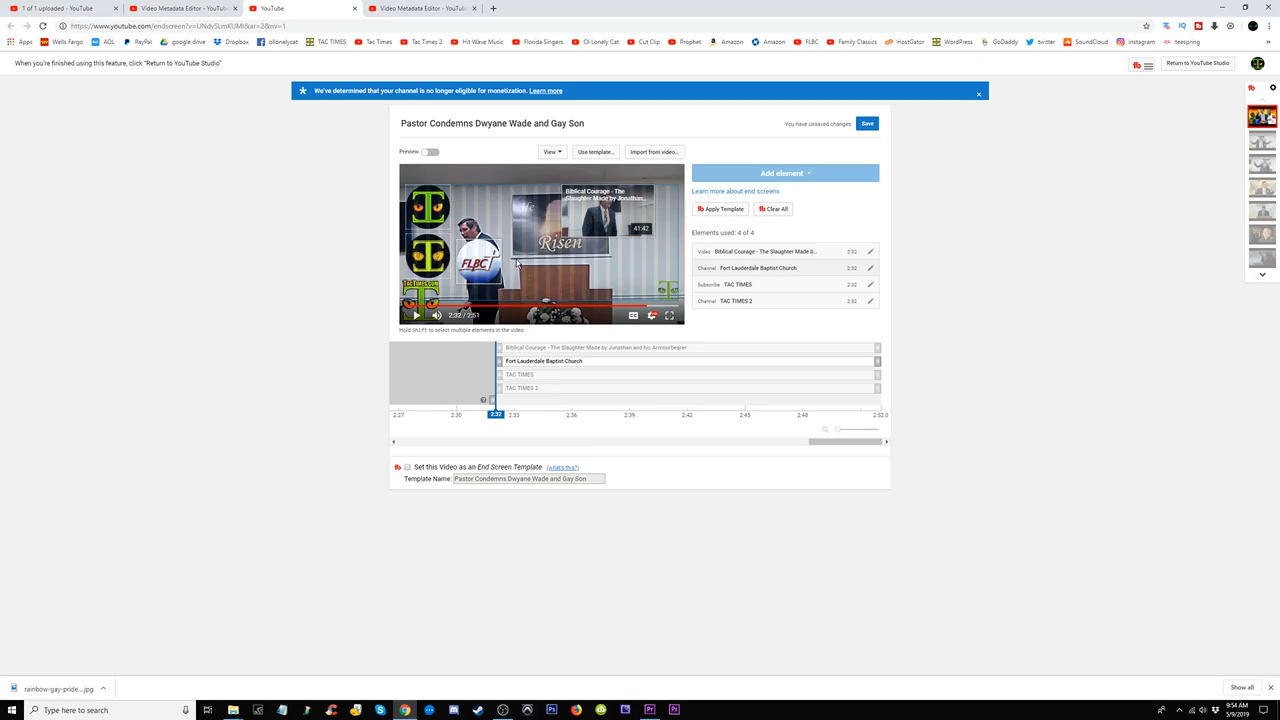 1 of 1 uploaded - YouTube
Video Metadata Editor - YouTube
YouTube
Video Metadata Editor - YouTube
https://www.youtube.com/endscreen?v=UNdvSLmKUMI&ar=2&nv=1
Apps Wells Fargo AOL PayPal google drive Dropbox ollonelycat TAC TIMES Tac Times Tac Times 2 Hit Wave Music Florida Singers Ol Lonely Cat Cut Clip Prophet Amazon Amazon FLBC Family Classics HostGator WordPress GoDaddy twitter SoundCloud instagram teespring
When you're finished using this feature, click "Return to YouTube Studio"
Return to YouTube Studio
We've determined that your channel is no longer eligible for monetization. Learn more
Pastor Condemns Dwyane Wade and Gay Son
You have unsaved changes
Save
Preview
View
Use template...
Import from video...
Add element
Learn more about end screens
Apply Template
Clear All
Elements used: 4 of 4
Video Biblical Courage - The Slaughter Made b... 2:32
Channel Fort Lauderdale Baptist Church 2:32
Subscribe TAC TIMES 2:32
Channel TAC TIMES 2 2:32
Biblical Courage - The
Slaughter Made by Jonathan...
41:42
Risen
FLBC
TACTIMES.COM
2:32 / 2:51
Hold Shift to select multiple elements in the video
Biblical Courage - The Slaughter Made by Jonathan and his Armourbearer
Fort Lauderdale Baptist Church
TAC TIMES
TAC TIMES 2
2:27 2:30 2:32 2:33 2:36 2:39 2:42 2:45 2:48 2:52.0
Set this Video as an End Screen Template (what's this?)
Template Name: Pastor Condemns Dwyane Wade and Gay Son
rainbow-gay-pride....jpg
Show all
Type here to search
9:54 AM
5/9/2019